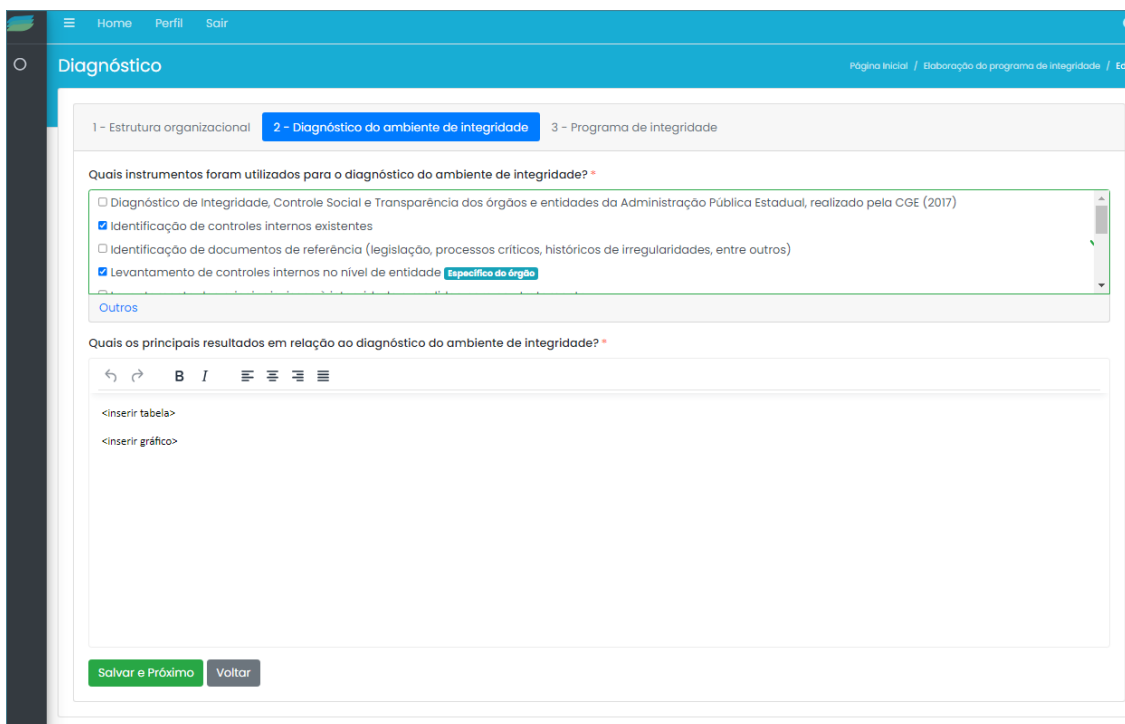 Home Perfil Sair
Diagnóstico
Página Inicial / Elaboração do programa de integridade /
1 - Estrutura organizacional 2 - Diagnóstico do ambiente de integridade 3 - Programa de integridade
Quais instrumentos foram utilizados para o diagnóstico do ambiente de integridade? *
Diagnóstico de Integridade, Controle Social e Transparência dos órgãos e entidades da Administração Pública Estadual, realizado pela CGE (2017)
Identificação de controles internos existentes
Identificação de documentos de referência (legislação, processos críticos, históricos de irregularidades, entre outros)
Levantamento de controles internos no nível de entidade Específico do órgão
Outros
Quais os principais resultados em relação ao diagnóstico do ambiente de integridade? *
B I
<inserir tabela>
<inserir gráfico>
Salvar e Próximo Voltar